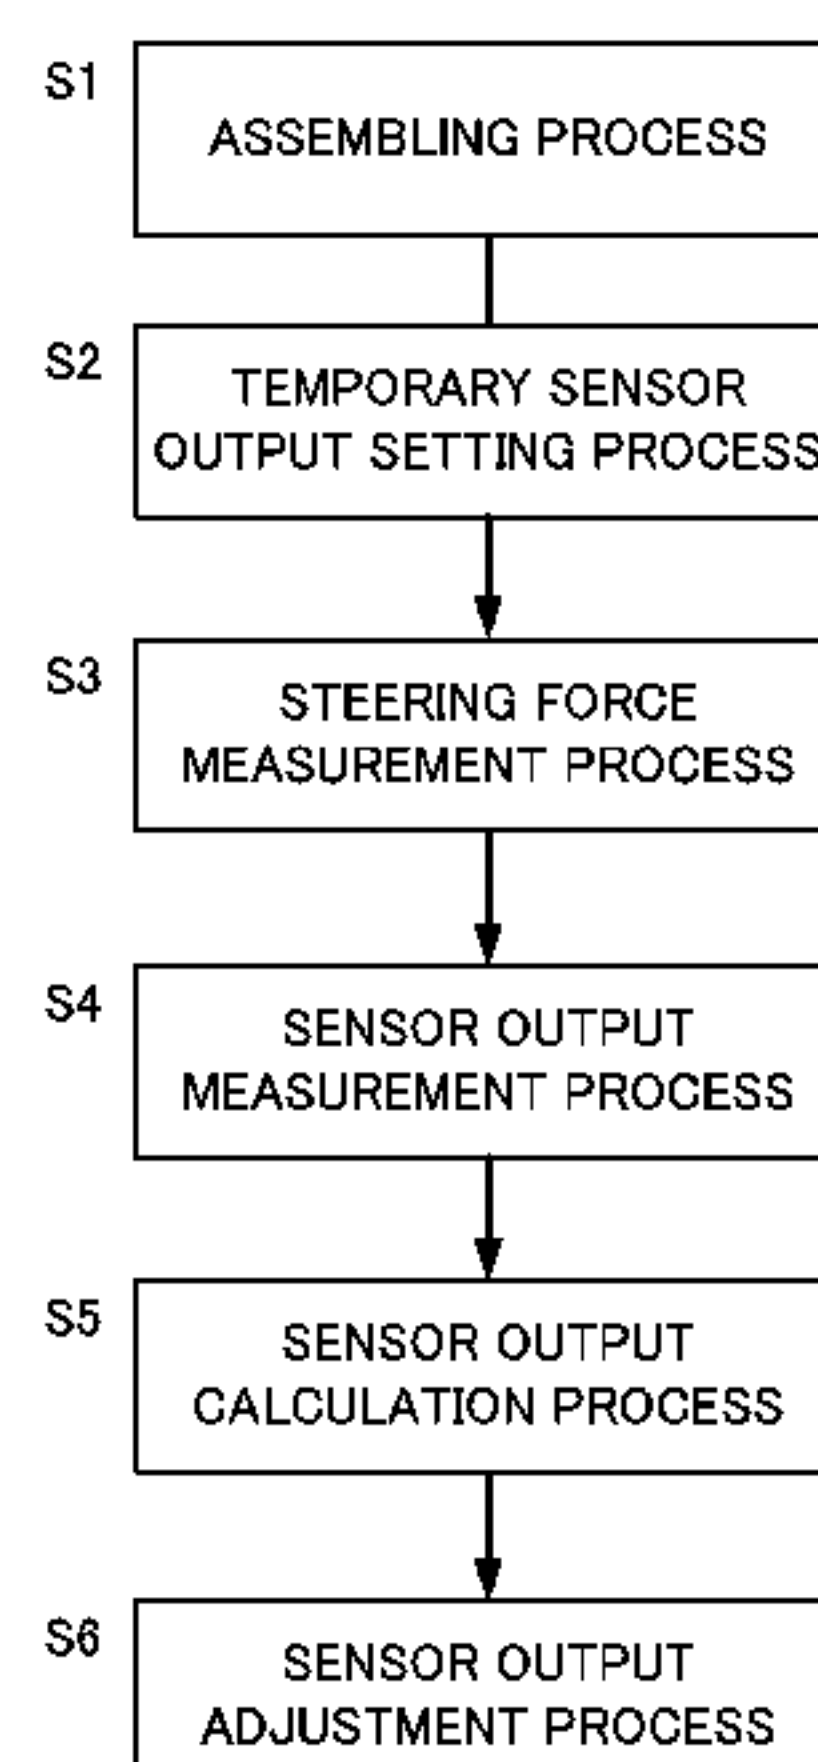 S1
ASSEMBLING PROCESS
S2
TEMPORARY SENSOR
OUTPUT SETTING PROCESS
S3
STEERING FORCE
MEASUREMENT PROCESS
S4
SENSOR OUTPUT
MEASUREMENT PROCESS
S5
SENSOR OUTPUT
CALCULATION PROCESS
S6
SENSOR OUTPUT
ADJUSTMENT PROCESS